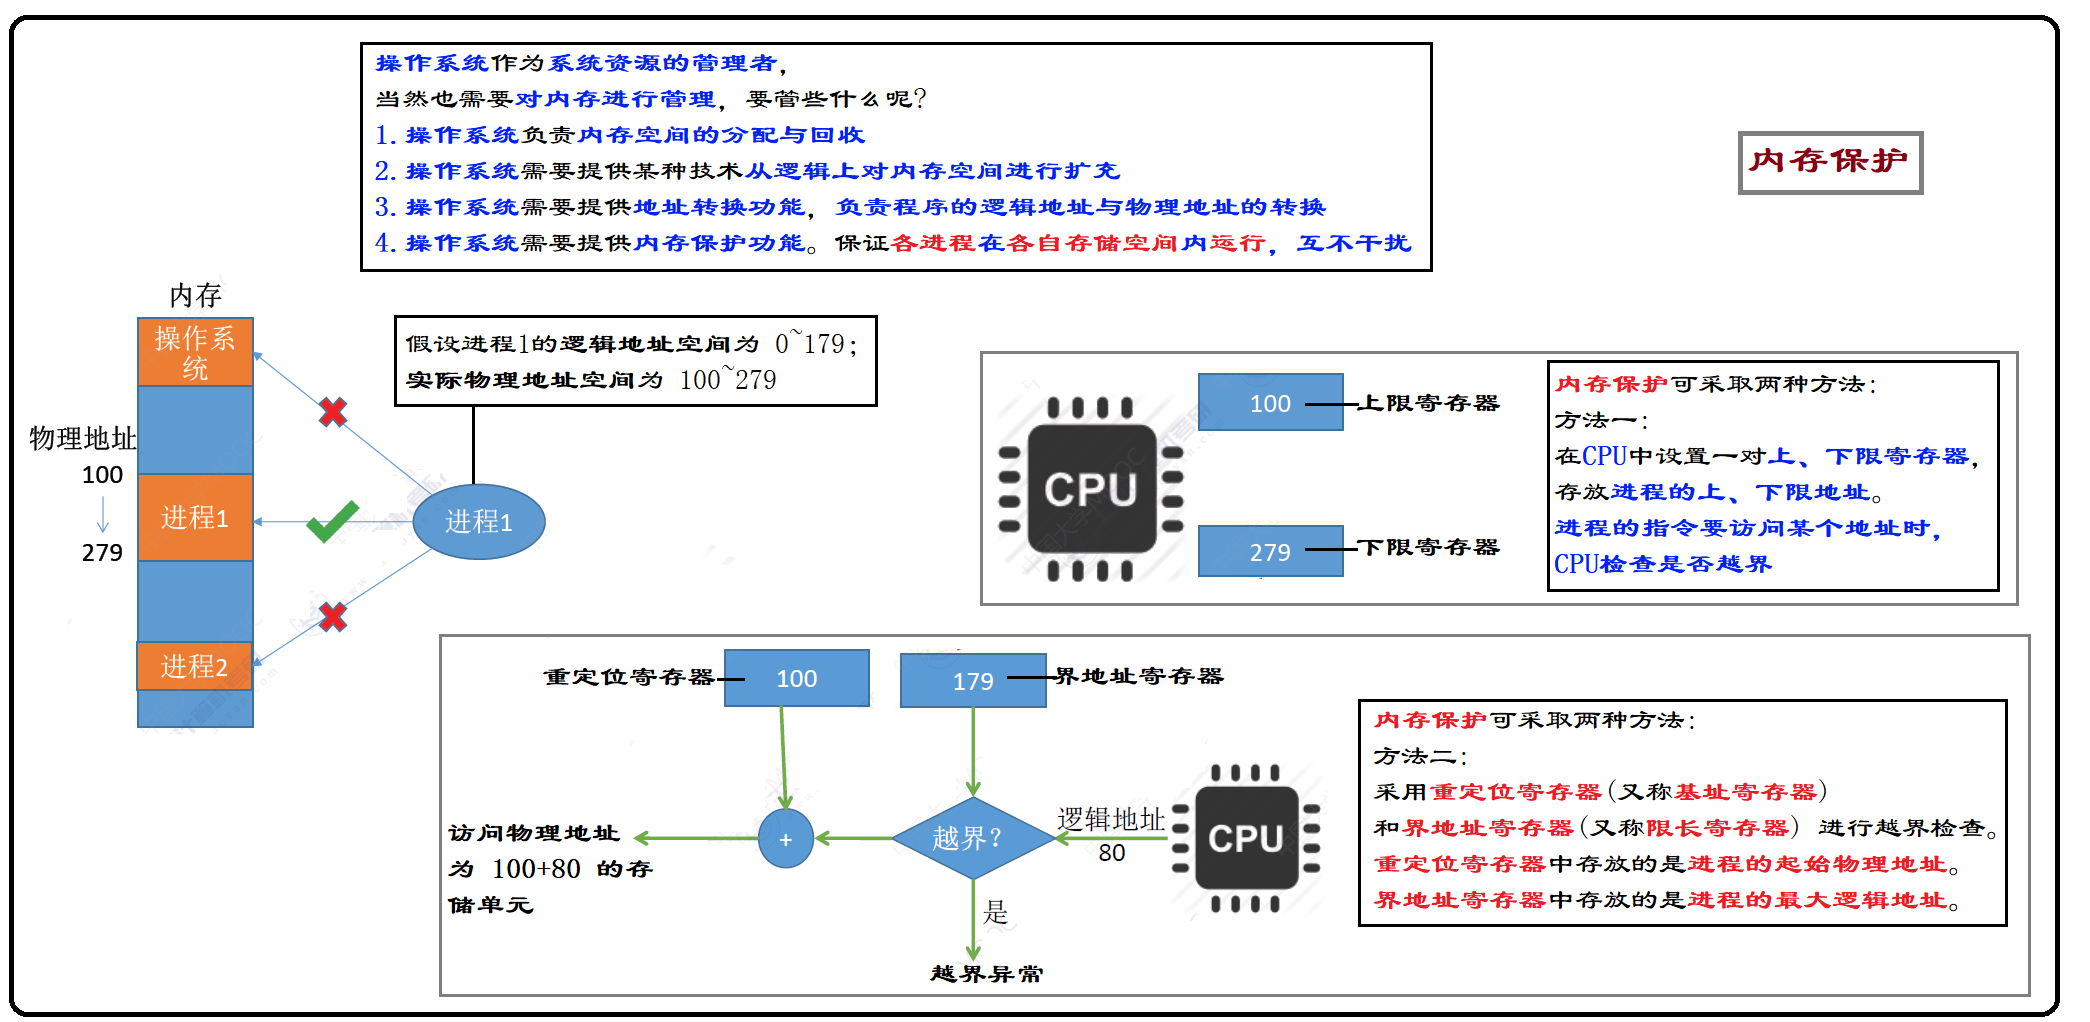 操作系统作为系统资源的管理者，
当然也需要对内存进行管理，要管些什么呢？
1. 操作系统负责内存空间的分配与回收
2. 操作系统需要提供某种技术从逻辑上对内存空间进行扩充
3. 操作系统需要提供地址转换功能，负责程序的逻辑地址与物理地址的转换
4. 操作系统需要提供内存保护功能。保证各进程在各自存储空间内运行，互不干扰
内存保护
内存
操作系
统
物理地址
100
279
进程1
进程2
假设进程1的逻辑地址空间为 0~179；
实际物理地址空间为 100~279
进程1
CPU
100
上限寄存器
279
下限寄存器
内存保护可采取两种方法：
方法一：
在CPU中设置一对上、下限寄存器，
存放进程的上、下限地址。
进程的指令要访问某个地址时，
CPU检查是否越界
重定位寄存器
100
179
界地址寄存器
访问物理地址
为 100+80 的存
储单元
+
越界？
逻辑地址
80
CPU
是
越界异常
内存保护可采取两种方法：
方法二：
采用重定位寄存器(又称基址寄存器)
和界地址寄存器(又称限长寄存器) 进行越界检查。
重定位寄存器中存放的是进程的起始物理地址。
界地址寄存器中存放的是进程的最大逻辑地址。